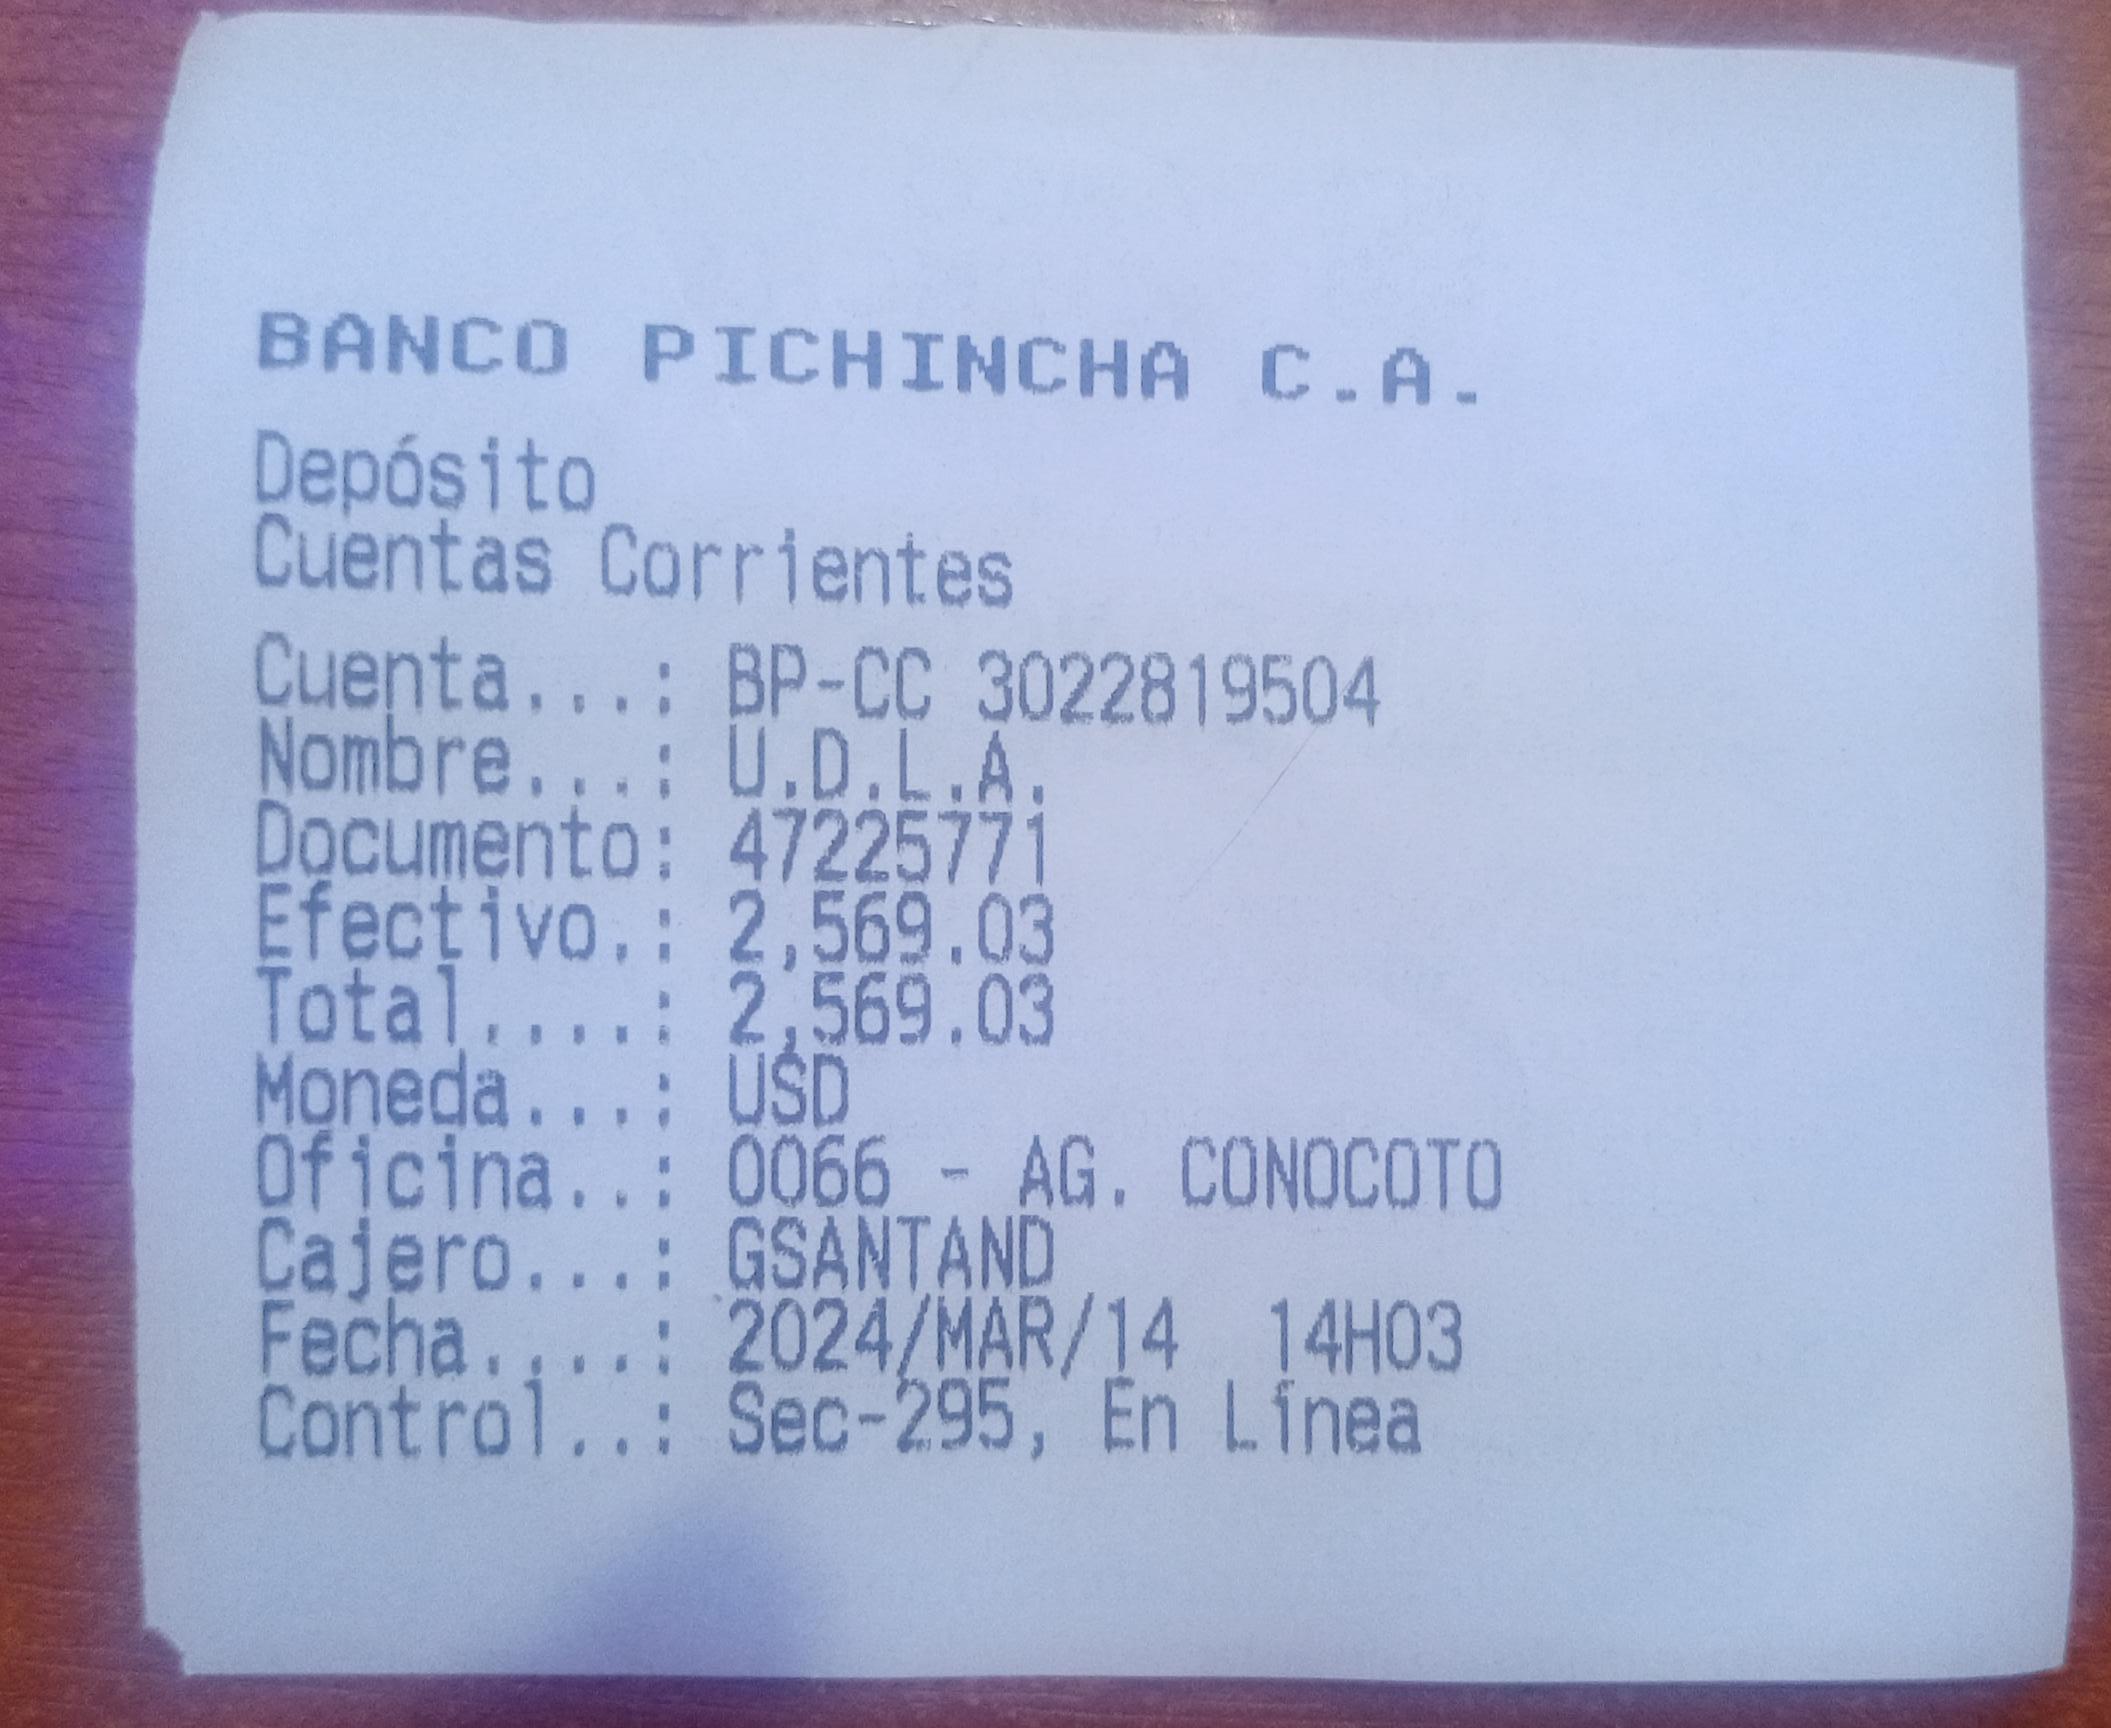 BANCO PICHINCHA C.A.
Depósito
Cuentas Corrientes
Cuenta...: BP-CC 3022819504
Nombre...: U.D.L.A.
Documento: 47225771
Efectivo.: 2,569.03
Total....: 2,569.03
Moneda...: USD
Oficina..: 0066 - AG. CONOCOTO
Cajero...: GSANTAND
Fecha....: 2024/MAR/14  14H03
Control..: Sec-295, En Línea